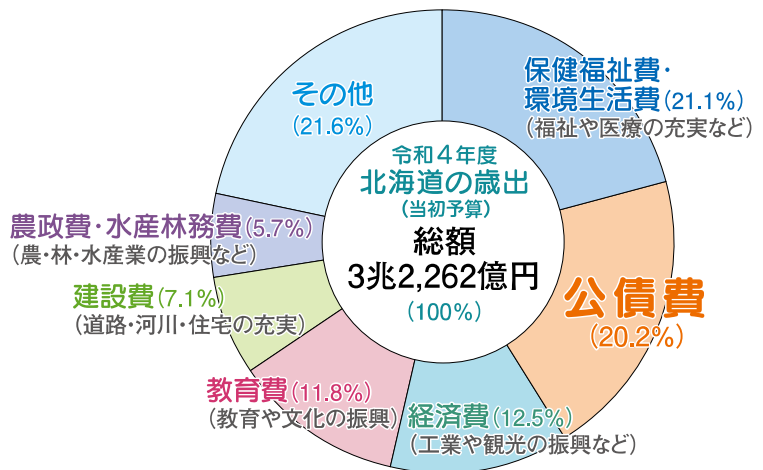 令和4年度
北海道の歳出
（当初予算）
総額
3兆2,262億円
（100%）
保健福祉費・
環境生活費（21.1%）
（福祉や医療の充実など）
公債費
（20.2%）
経済費（12.5%）
（工業や観光の振興など）
教育費（11.8%）
（教育や文化の振興）
建設費（7.1%）
（道路・河川・住宅の充実）
農政費・水産林務費（5.7%）
（農・林・水産業の振興など）
その他
（21.6%）